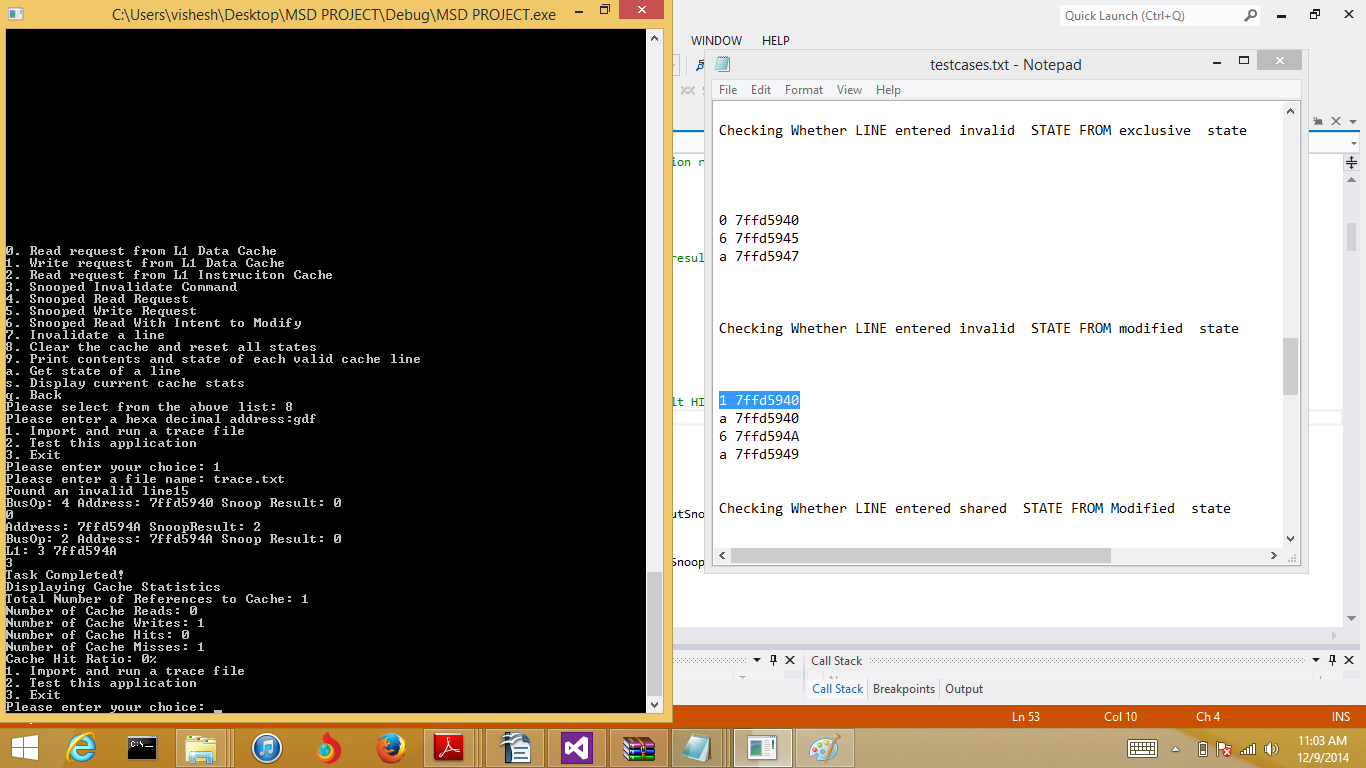 C:\Users\vishesh\Desktop\MSD PROJECT\Debug\MSD PROJECT.exe
0. Read request from L1 Data Cache
1. Write request from L1 Data Cache
2. Read request from L1 Instruciton Cache
3. Snooped Invalidate Command
4. Snooped Read Request
5. Snooped Write Request
6. Snooped Read With Intent to Modify
7. Invalidate a line
8. Clear the cache and reset all states
9. Print contents and state of each valid cache line
a. Get state of a line
s. Display current cache stats
q. Back
Please select from the above list: 8
Please enter a hexa decimal address:gdf
1. Import and run a trace file
2. Test this application
3. Exit
Please enter your choice: 1
Please enter a file name: trace.txt
Found an invalid line15
BusOp: 4 Address: 7ffd5940 Snoop Result: 0
0
Address: 7ffd594A SnoopResult: 2
BusOp: 2 Address: 7ffd594A Snoop Result: 0
L1: 3 7ffd594A
3
Task Completed!
Displaying Cache Statistics
Total Number of References to Cache: 1
Number of Cache Reads: 0
Number of Cache Writes: 1
Number of Cache Hits: 0
Number of Cache Misses: 1
Cache Hit Ratio: 0%
1. Import and run a trace file
2. Test this application
3. Exit
Please enter your choice: _
Quick Launch (Ctrl+Q)
WINDOW HELP
testcases.txt - Notepad
File Edit Format View Help
Checking Whether LINE entered invalid  STATE FROM exclusive  state
0 7ffd5940
6 7ffd5945
a 7ffd5947
Checking Whether LINE entered invalid  STATE FROM modified  state
1 7ffd5940
a 7ffd5940
6 7ffd594A
a 7ffd5949
Checking Whether LINE entered shared  STATE FROM Modified  state
ion n
resul
lt HI
utSno
Snoop
Call Stack
Call Stack Breakpoints Output
Ln 53 Col 10 Ch 4 INS
11:03 AM
12/9/2014